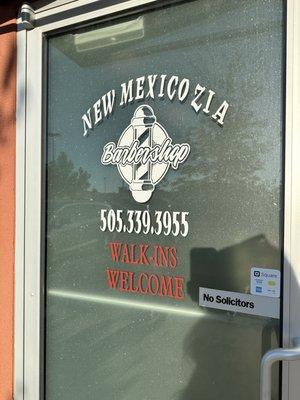 NEW MEXICO ZIA
Barbershop
505.339.3955
WALK-INS
WELCOME
Square
No Solicitors